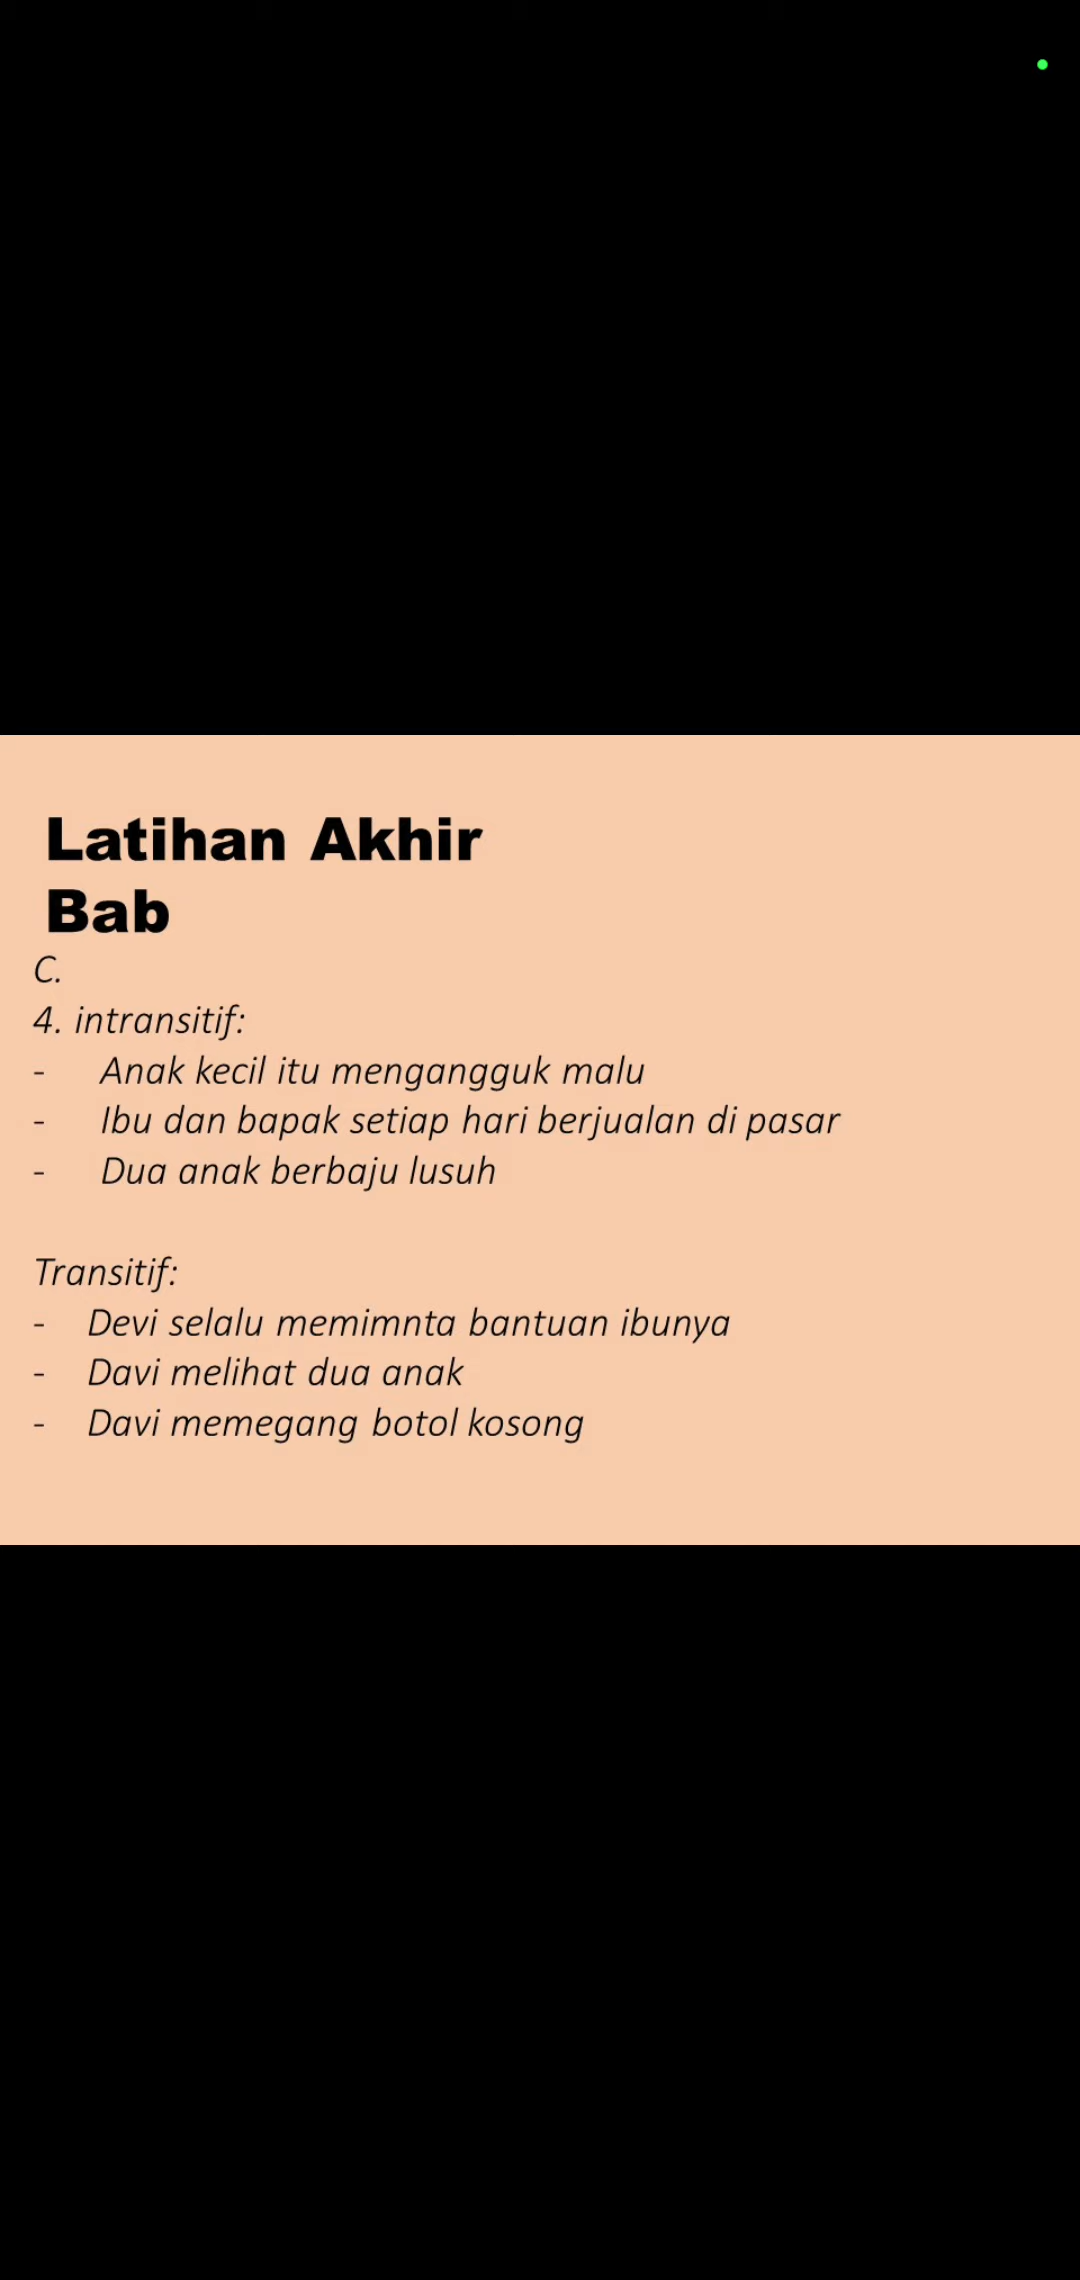 Latihan Akhir
Bab
C.
4. intransitif:
- Anak kecil itu mengangguk malu
- Ibu dan bapak setiap hari berjualan di pasar
- Dua anak berbaju lusuh
Transitif:
- Devi selalu memimnta bantuan ibunya
- Davi melihat dua anak
- Davi memegang botol kosong